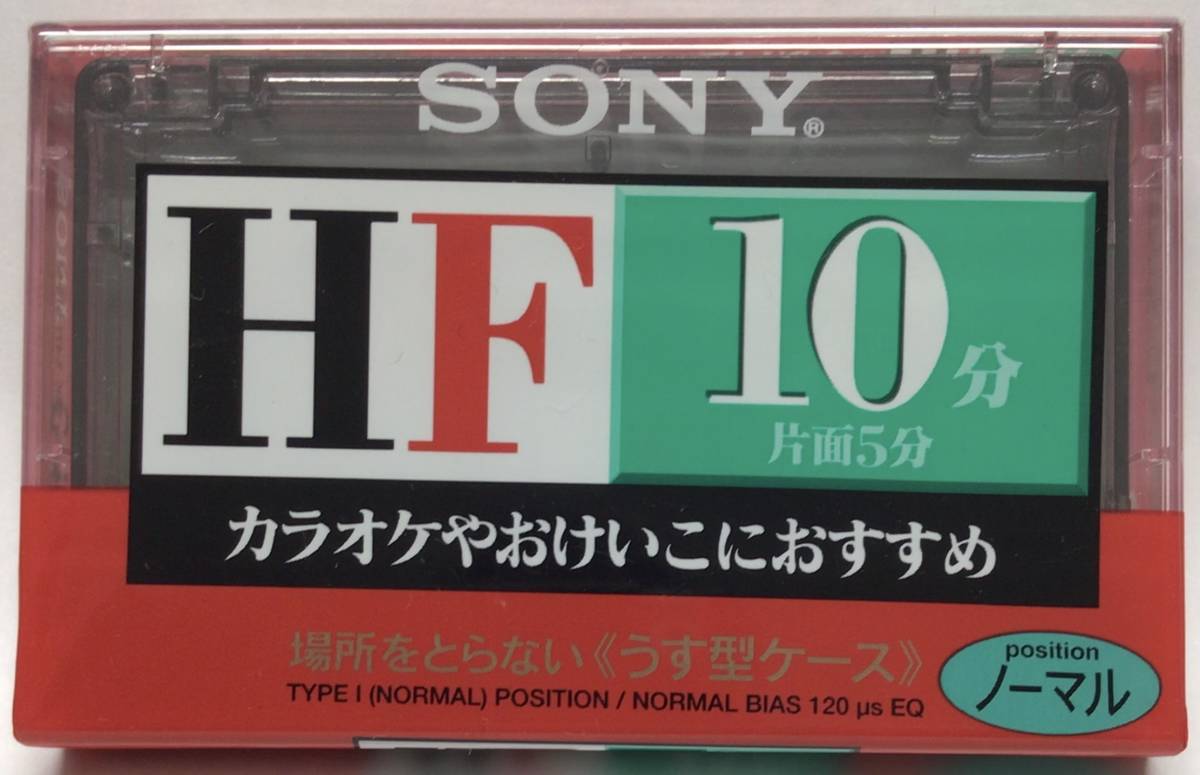 SONY®
HF
10分
片面5分
カラオケやおけいこにおすすめ
場所をとらない《うす型ケース》
TYPE I (NORMAL) POSITION / NORMAL BIAS 120 µs EQ
position
ノーマル